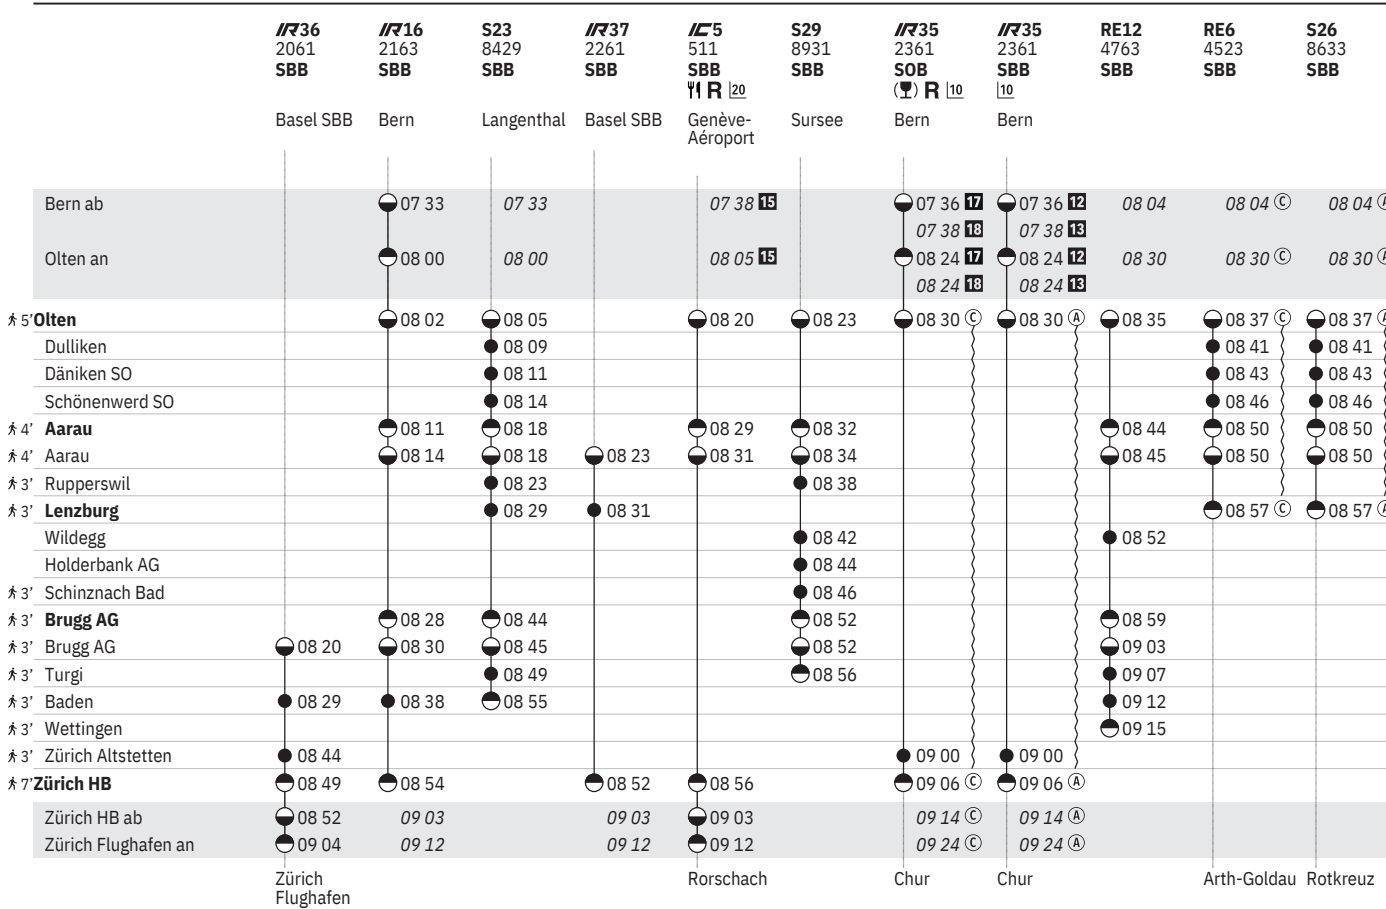 IR36 IR16 S23 IR37 IC5 S29 IR35 IR35 RE12 RE6 S26
2061 2163 8429 2261 511 8931 2361 2361 4763 4523 8633
SBB SBB SBB SBB SBB SBB SOB SBB SBB SBB SBB
R 20 R 10 10
Basel SBB Bern Langenthal Basel SBB Genève- Sursee Bern Bern
Aéroport
Bern ab 07 33 07 33 07 38 15 07 36 17 07 36 12 08 04 08 04 C 08 04
07 38 18 07 38 13
Olten an 08 00 08 00 08 05 15 08 24 17 08 24 12 08 30 08 30 C 08 30
08 24 18 08 24 13
5’ Olten 08 02 08 05 08 20 08 23 08 30 C 08 30 A 08 35 08 37 C 08 37
Dulliken 08 09 08 41 08 41
Däniken SO 08 11 08 43 08 43
Schönenwerd SO 08 14 08 46 08 46
4’ Aarau 08 11 08 18 08 29 08 32 08 44 08 50 08 50
4’ Aarau 08 14 08 18 08 23 08 31 08 34 08 45 08 50 08 50
3’ Rupperswil 08 23 08 38
3’ Lenzburg 08 29 08 31 08 57 C 08 57
Wildegg 08 42 08 52
Holderbank AG 08 44
3’ Schinznach Bad 08 46
3’ Brugg AG 08 28 08 44 08 52 08 59
3’ Brugg AG 08 20 08 30 08 45 08 52 09 03
3’ Turgi 08 49 08 56 09 07
3’ Baden 08 29 08 38 08 55 09 12
3’ Wettingen 09 15
3’ Zürich Altstetten 08 44 09 00 09 00
7’ Zürich HB 08 49 08 54 08 52 08 56 09 06 C 09 06 A
Zürich HB ab 08 52 09 03 09 03 09 03 09 14 C 09 14 A
Zürich Flughafen an 09 04 09 12 09 12 09 12 09 24 C 09 24 A
Zürich Rorschach Chur Chur Arth-Goldau Rotkreuz
Flughafen